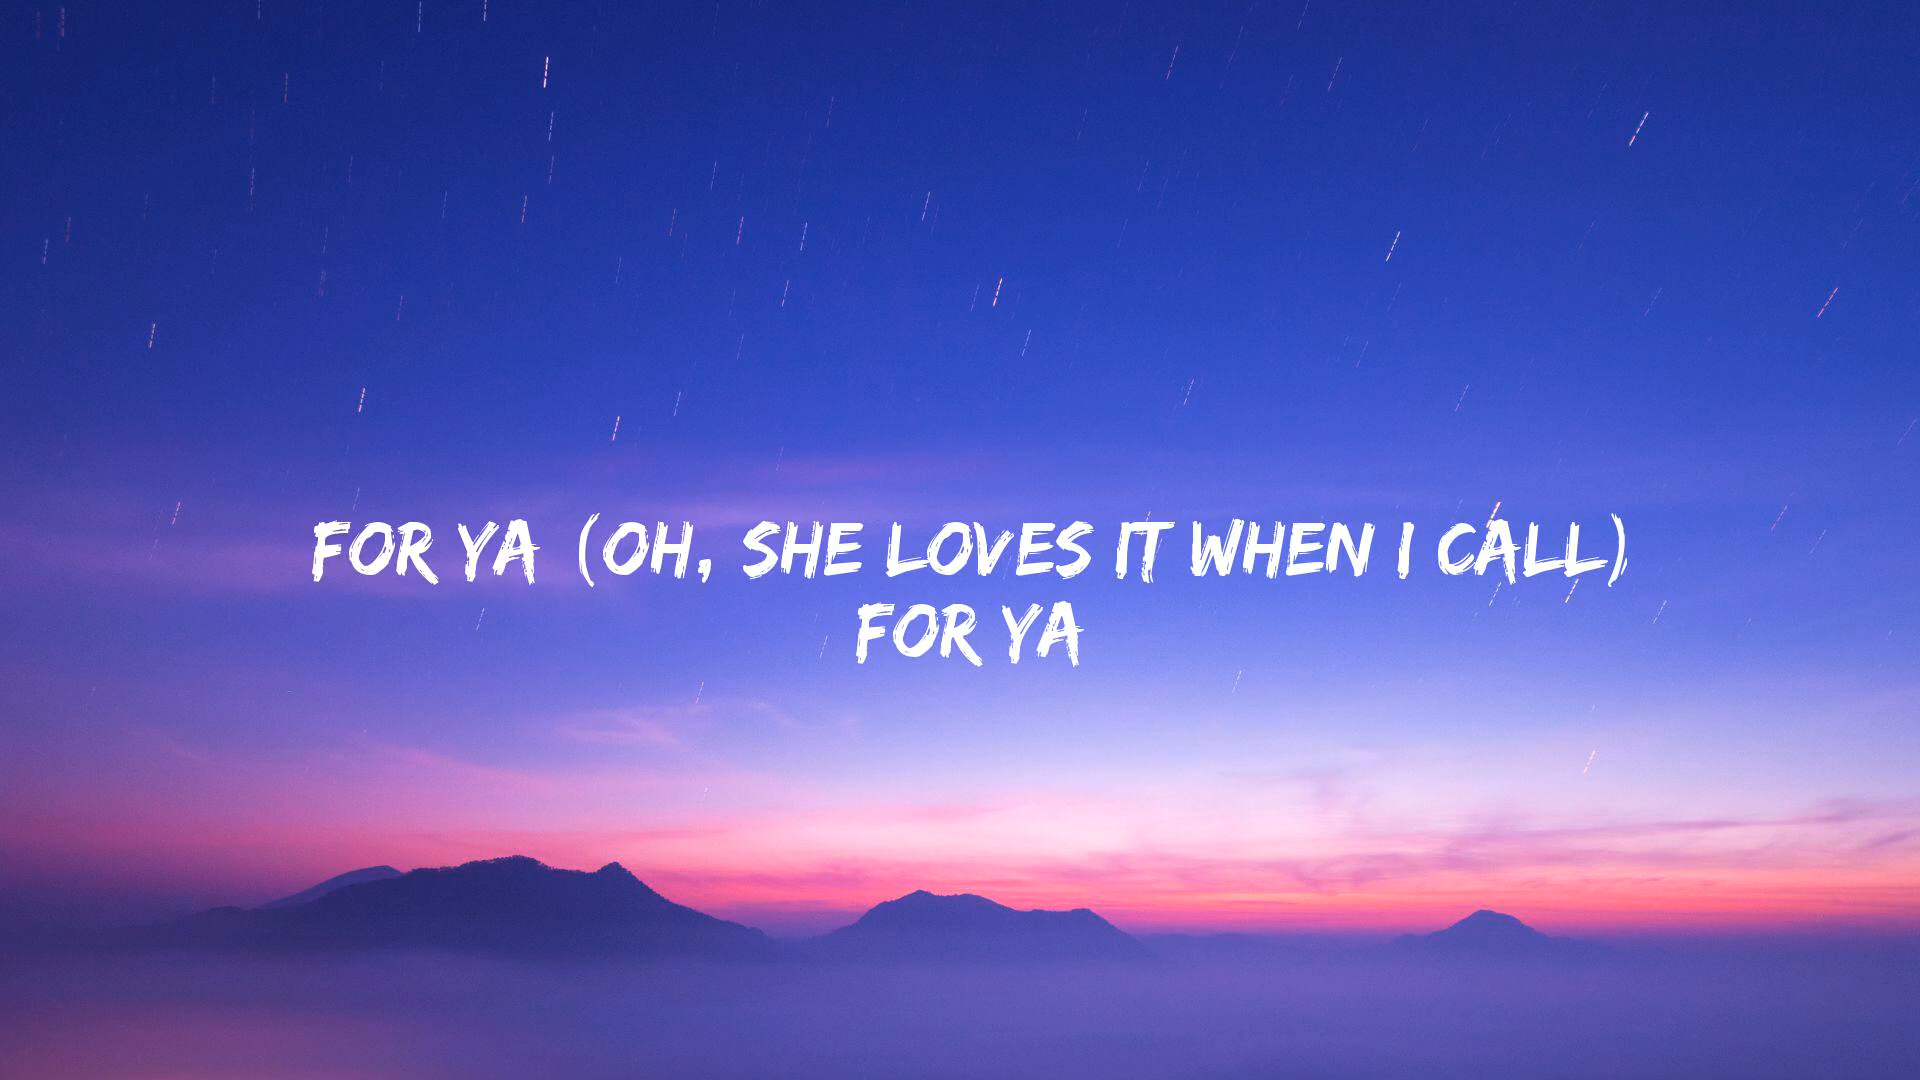 FOR YA (OH, SHE LOVES IT WHEN I CALL)
FOR YA